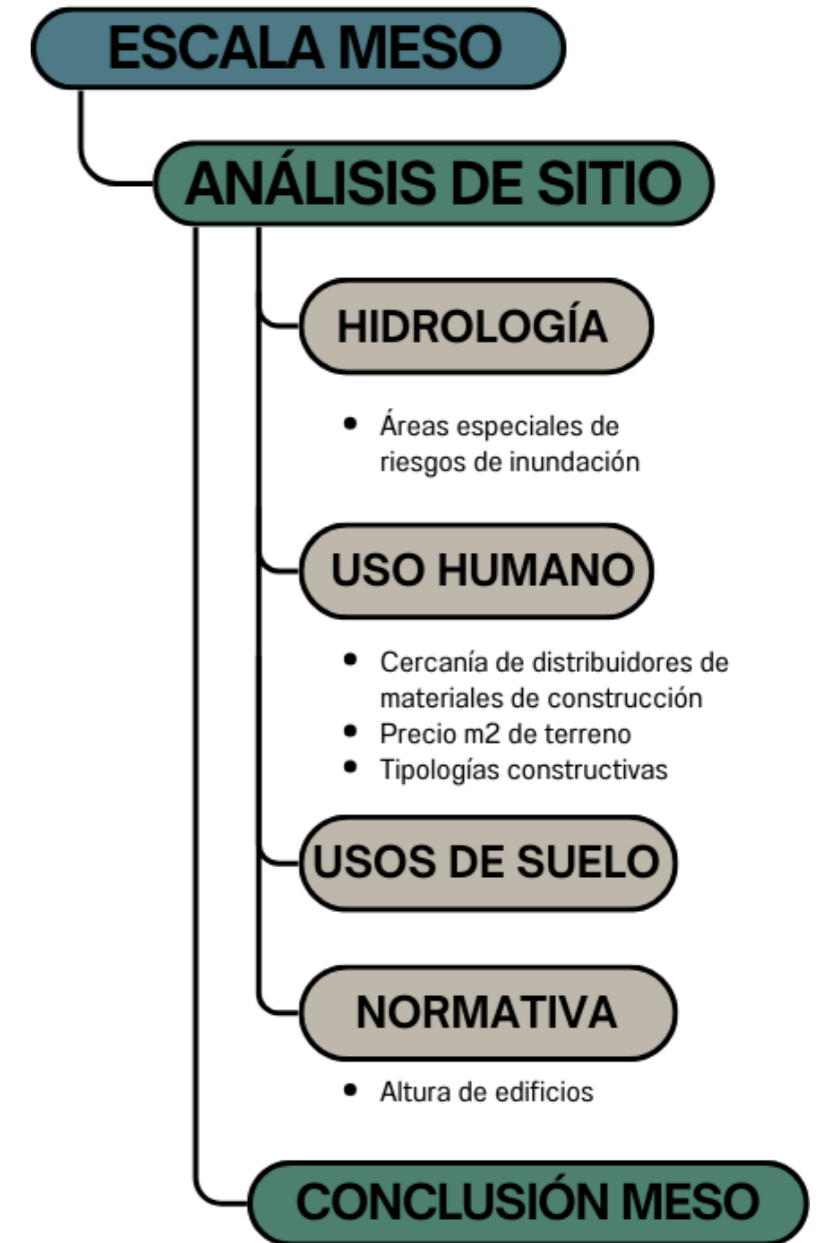 ESCALA MESO
ANÁLISIS DE SITIO
HIDROLOGÍA
• Áreas especiales de
riesgos de inundación
USO HUMANO
• Cercanía de distribuidores de
materiales de construcción
• Precio m2 de terreno
• Tipologías constructivas
USOS DE SUELO
NORMATIVA
• Altura de edificios
CONCLUSIÓN MESO